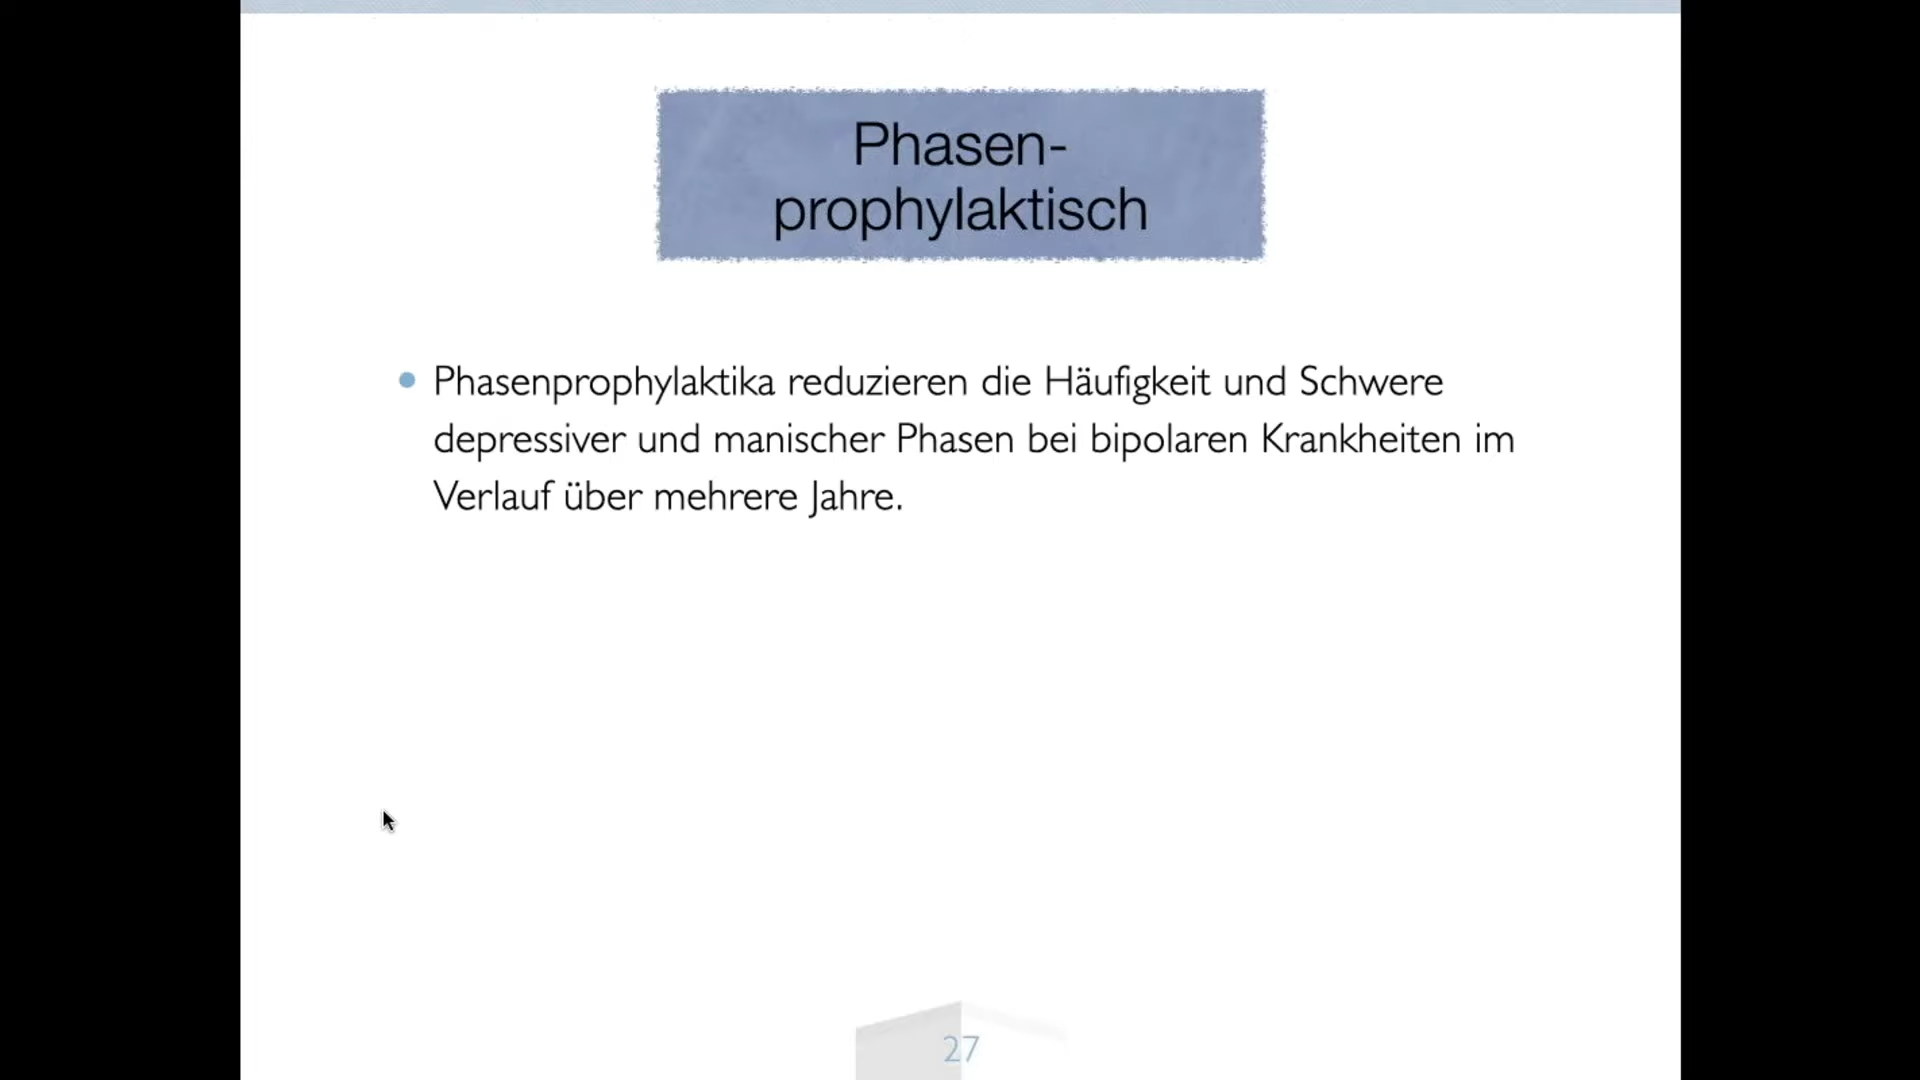 Phasen-
prophylaktisch
Phasenprophylaktika reduzieren die Häufigkeit und Schwere
depressiver und manischer Phasen bei bipolaren Krankheiten im
Verlauf über mehrere Jahre.
27